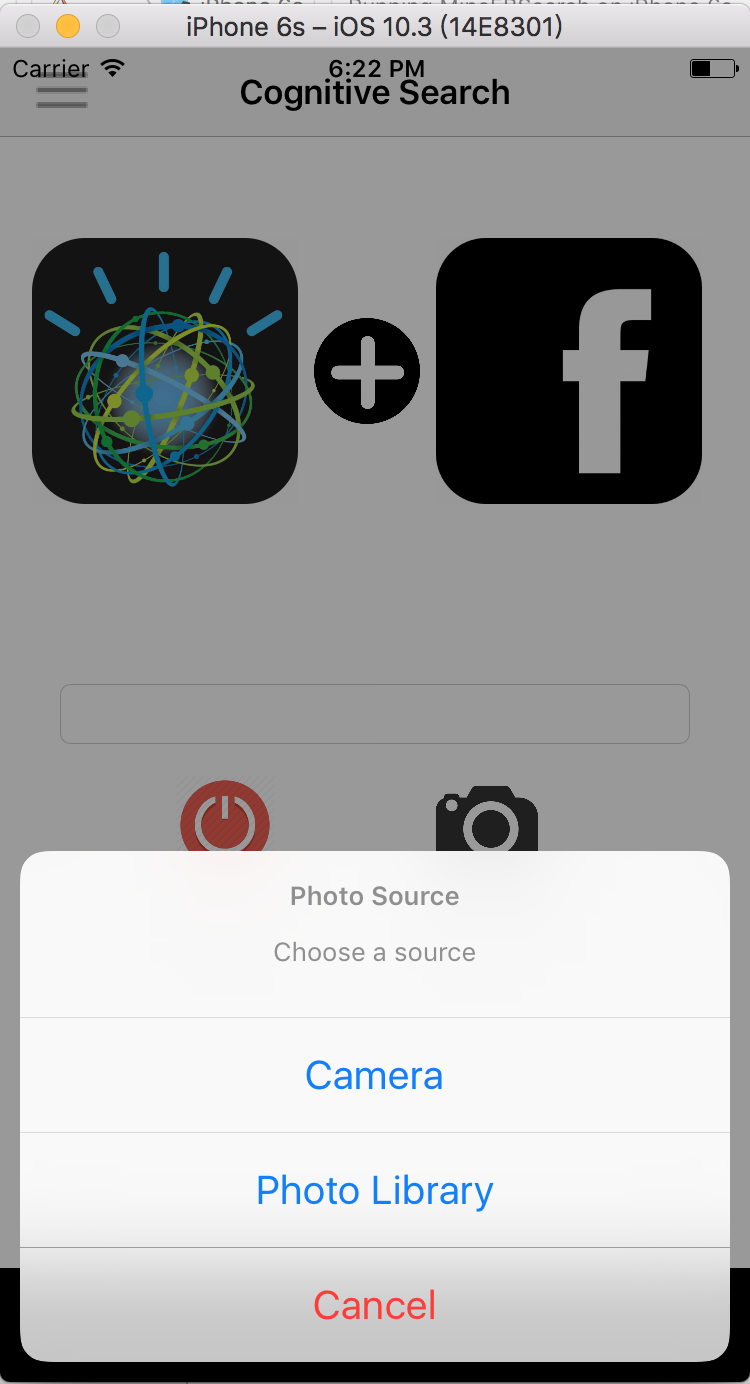 iPhone 6s – iOS 10.3 (14E8301)
Carrier 6:22 PM
Cognitive Search
f
Photo Source
Choose a source
Camera
Photo Library
Cancel